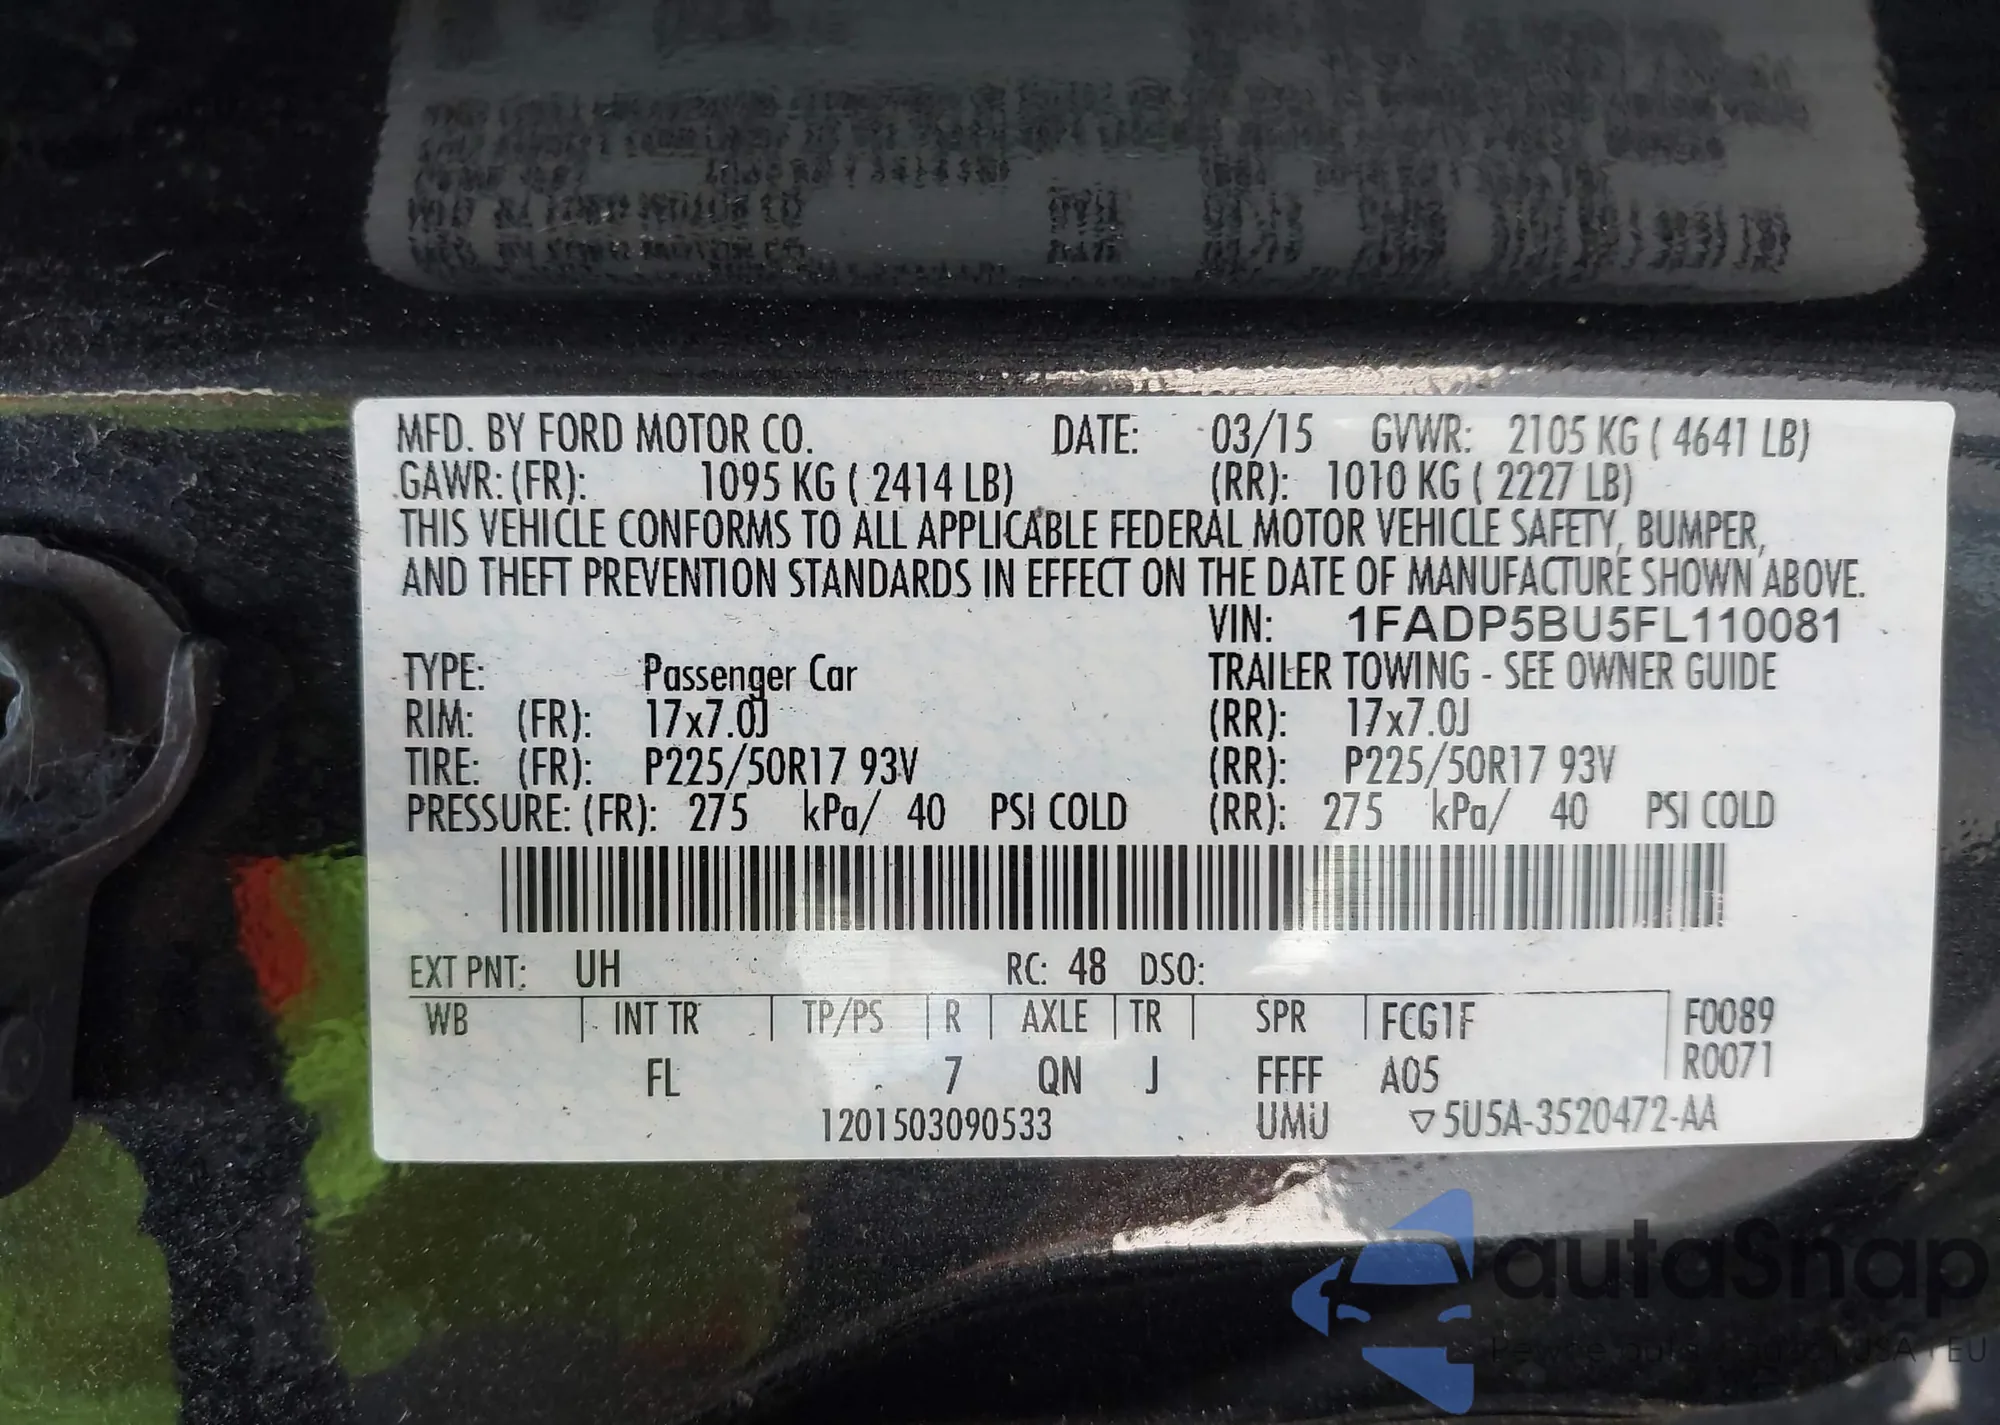 MFD. BY FORD MOTOR CO. DATE: 03/15 GVWR: 2105 KG ( 4641 LB)
GAWR: (FR): 1095 KG ( 2414 LB) (RR): 1010 KG ( 2227 LB)
THIS VEHICLE CONFORMS TO ALL APPLICABLE FEDERAL MOTOR VEHICLE SAFETY, BUMPER,
AND THEFT PREVENTION STANDARDS IN EFFECT ON THE DATE OF MANUFACTURE SHOWN ABOVE.
VIN: 1FADP5BU5FL110081
TYPE: Passenger Car TRAILER TOWING - SEE OWNER GUIDE
RIM: (FR): 17x7.0J (RR): 17x7.0J
TIRE: (FR): P225/50R17 93V (RR): P225/50R17 93V
PRESSURE: (FR): 275 kPa/ 40 PSI COLD (RR): 275 kPa/ 40 PSI COLD
EXT PNT: UH RC: 48 DSO:
WB INT TR TP/PS R AXLE TR SPR FCG1F F0089
FL 7 QN J FFFF A05 R0071
1201503090533 UMU ▽5U5A-3520472-AA
autoSnap